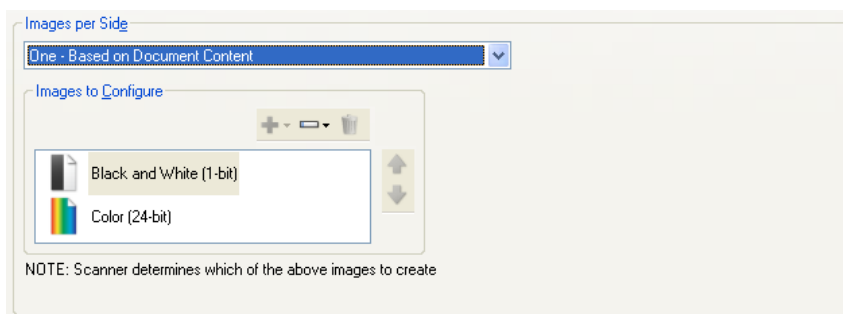 Images per Side
One - Based on Document Content
Images to Configure
Black and White (1-bit)
Color (24-bit)
NOTE: Scanner determines which of the above images to create